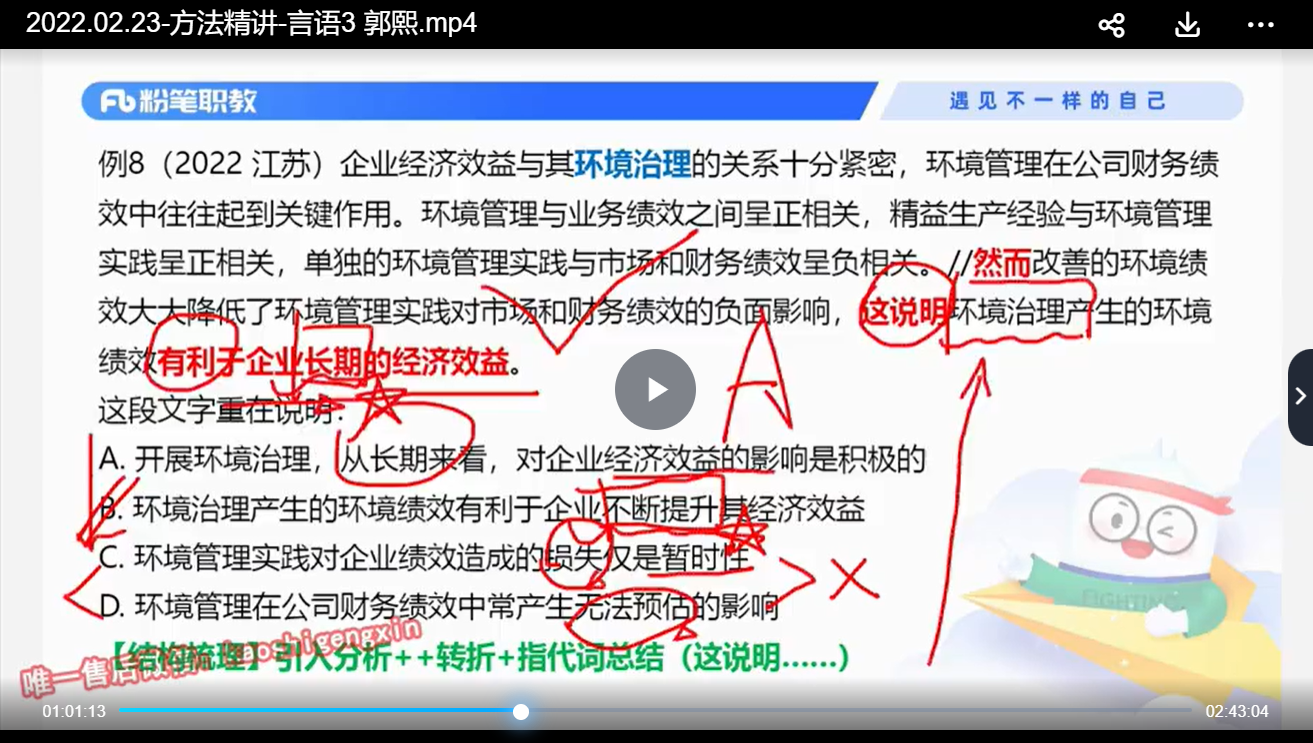 2022.02.23-方法精讲-言语3 郭熙.mp4
粉笔职教
遇见不一样的自己
例8（2022 江苏）企业经济效益与其环境治理的关系十分紧密，环境管理在公司财务绩
效中往往起到关键作用。环境管理与业务绩效之间呈正相关，精益生产经验与环境管理
实践呈正相关，单独的环境管理实践与市场和财务绩效呈负相关。//然而改善的环境绩
效大大降低了环境管理实践对市场和财务绩效的负面影响，这说明环境治理产生的环境
绩效有利于企业长期的经济效益。
这段文字重在说明：
A
A. 开展环境治理，从长期来看，对企业经济效益的影响是积极的
B. 环境治理产生的环境绩效有利于企业不断提升其经济效益
C. 环境管理实践对企业绩效造成的损失仅是暂时性
D. 环境管理在公司财务绩效中常产生无法预估的影响
FIGHTING
【结构梳理】引入分析++转折+指代词总结（这说明……）
唯一售后微信 haoshigengxin
01:01:13
02:43:04